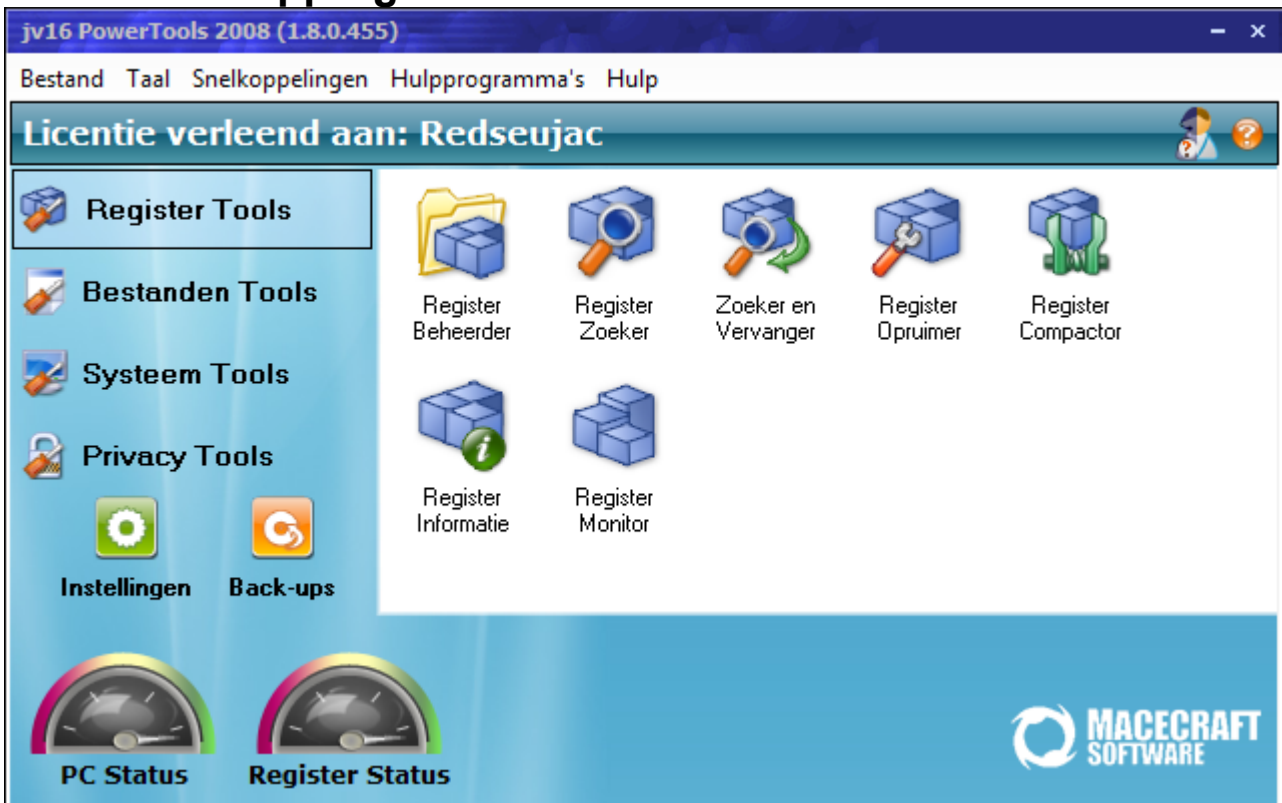 jv16 PowerTools 2008 (1.8.0.455)
Bestand Taal Snelkoppelingen Hulpprogramma's Hulp
Licentie verleend aan: Redseujac
Register Tools
Bestanden Tools
Systeem Tools
Privacy Tools
Instellingen Back-ups
Register
Beheerder
Register
Zoeker
Zoeker en
Vervanger
Register
Opruimer
Register
Compactor
Register
Informatie
Register
Monitor
PC Status Register Status
MACECRAFT
SOFTWARE